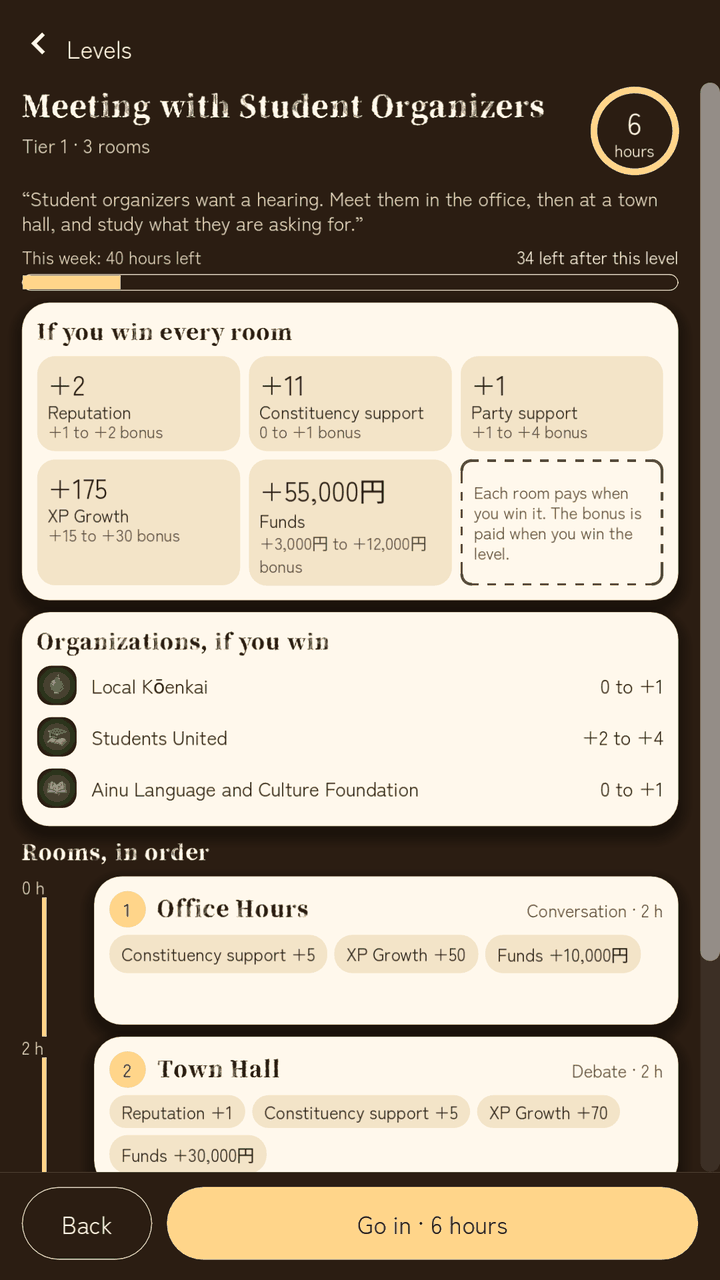 Levels
Meeting with Student Organizers
Tier 1 · 3 rooms
6
hours
“Student organizers want a hearing. Meet them in the office, then at a town
hall, and study what they are asking for.”
This week: 40 hours left
34 left after this level
If you win every room
+2
Reputation
+1 to +2 bonus
+11
Constituency support
0 to +1 bonus
+1
Party support
+1 to +4 bonus
+175
XP Growth
+15 to +30 bonus
+55,000円
Funds
+3,000円 to +12,000円
bonus
Each room pays when
you win it. The bonus is
paid when you win the
level.
Organizations, if you win
Local Kōenkai
0 to +1
Students United
+2 to +4
Ainu Language and Culture Foundation
0 to +1
Rooms, in order
0 h
1
Office Hours
Conversation · 2 h
Constituency support +5
XP Growth +50
Funds +10,000円
2 h
2
Town Hall
Debate · 2 h
Reputation +1
Constituency support +5
XP Growth +70
Funds +30,000円
Back
Go in · 6 hours